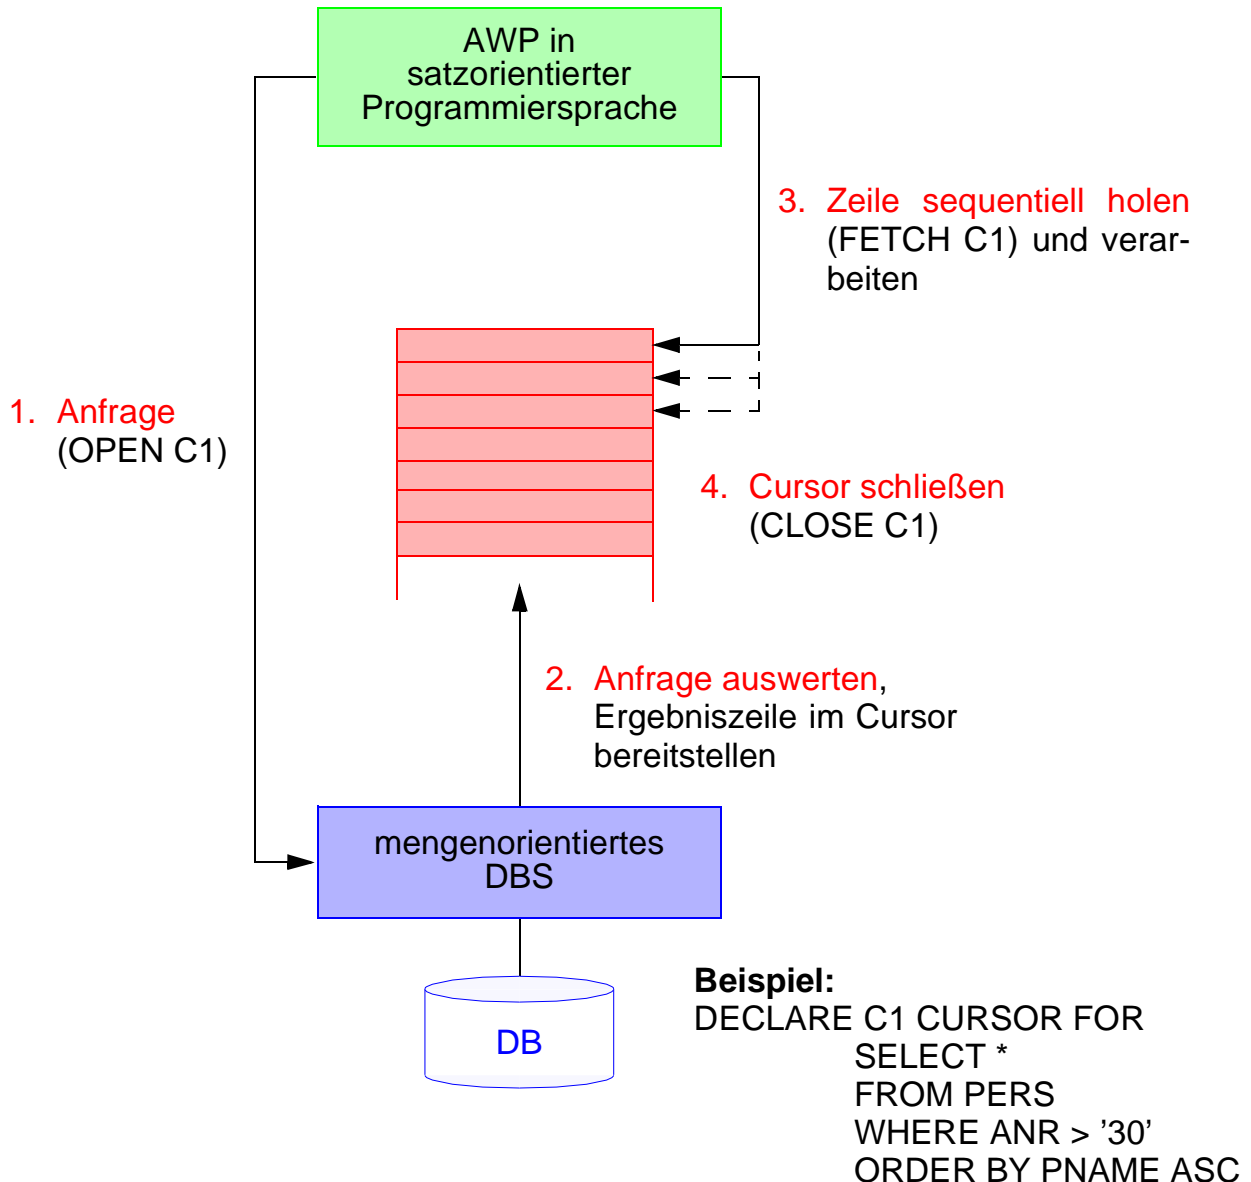 AWP in
satzorientierter
Programmiersprache
3. Zeile sequentiell holen
(FETCH C1) und verar-
beiten
1. Anfrage
(OPEN C1)
4. Cursor schließen
(CLOSE C1)
2. Anfrage auswerten,
Ergebniszeile im Cursor
bereitstellen
mengenorientiertes
DBS
DB
Beispiel:
DECLARE C1 CURSOR FOR
SELECT *
FROM PERS
WHERE ANR > ’30’
ORDER BY PNAME ASC